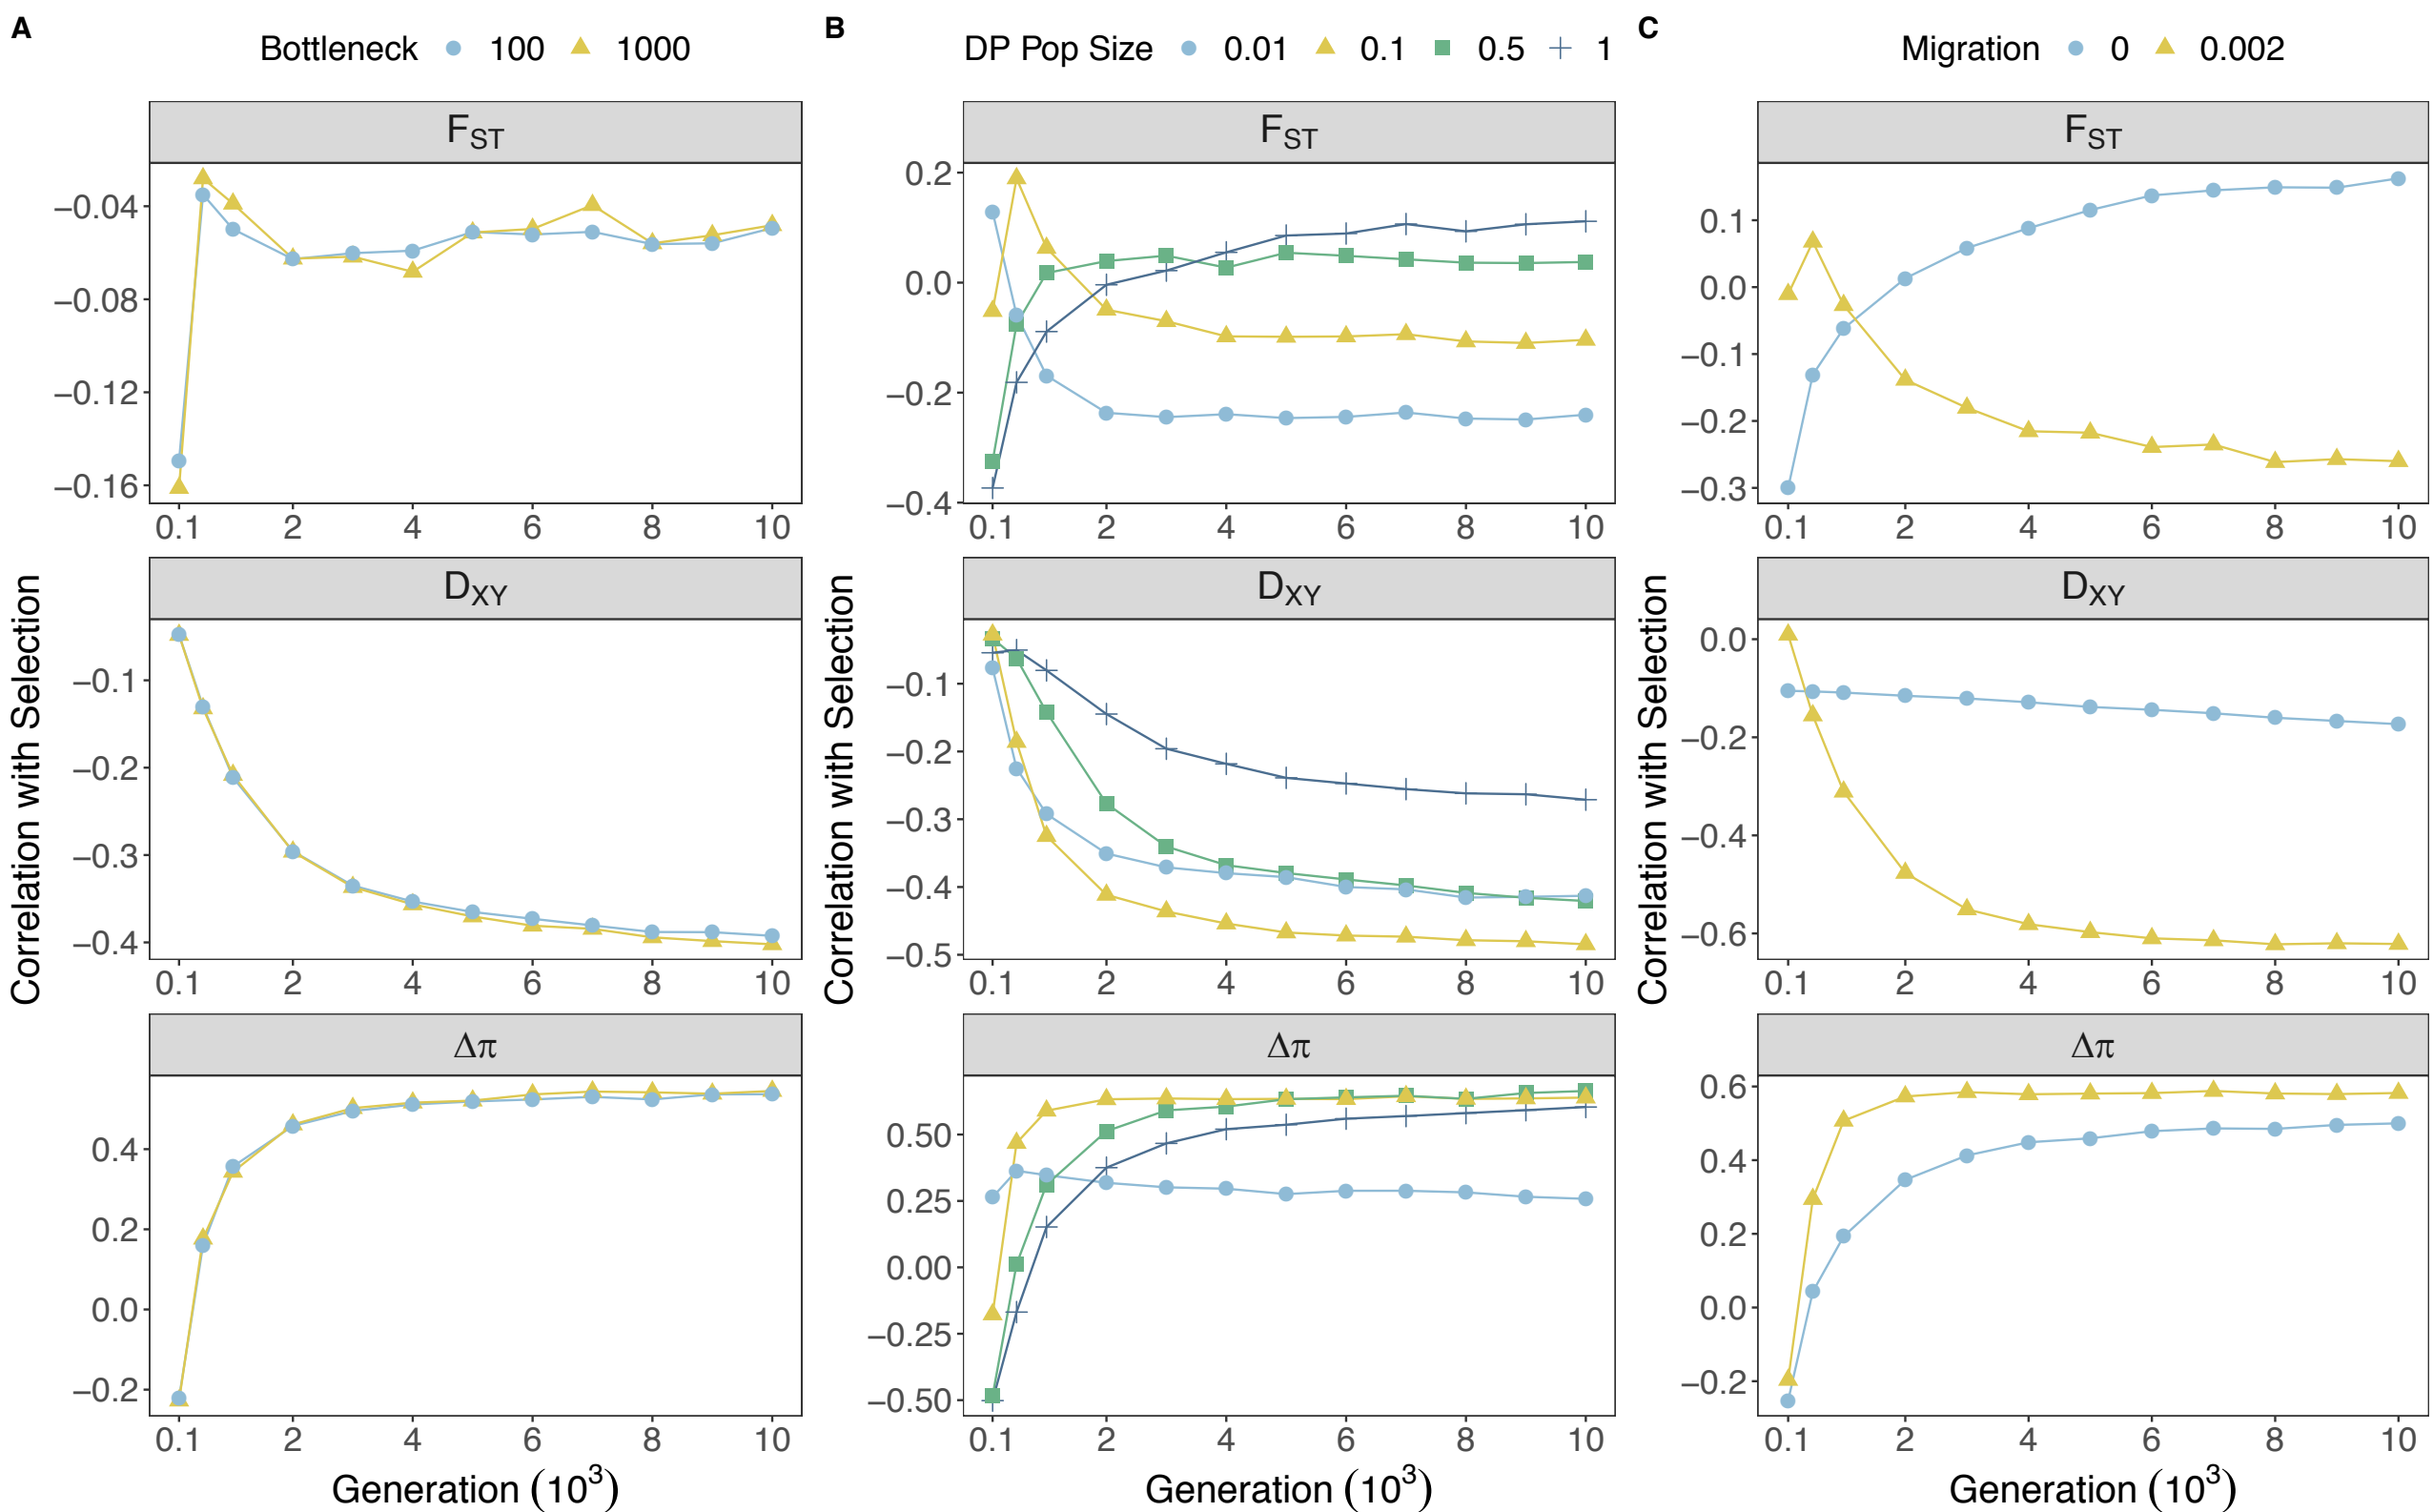 A
Bottleneck 100 1000
F_ST
−0.04
−0.08
−0.12
−0.16
0.1 2 4 6 8 10
D_XY
−0.1
−0.2
−0.3
−0.4
0.1 2 4 6 8 10
Δπ
0.4
0.2
0.0
−0.2
0.1 2 4 6 8 10
Correlation with Selection
Generation (10³)
B
DP Pop Size 0.01 0.1 0.5 1
F_ST
0.2
0.0
−0.2
−0.4
0.1 2 4 6 8 10
D_XY
−0.1
−0.2
−0.3
−0.4
−0.5
0.1 2 4 6 8 10
Δπ
0.50
0.25
0.00
−0.25
−0.50
0.1 2 4 6 8 10
Correlation with Selection
Generation (10³)
C
Migration 0 0.002
F_ST
0.1
0.0
−0.1
−0.2
−0.3
0.1 2 4 6 8 10
D_XY
0.0
−0.2
−0.4
−0.6
0.1 2 4 6 8 10
Δπ
0.6
0.4
0.2
0.0
−0.2
0.1 2 4 6 8 10
Correlation with Selection
Generation (10³)